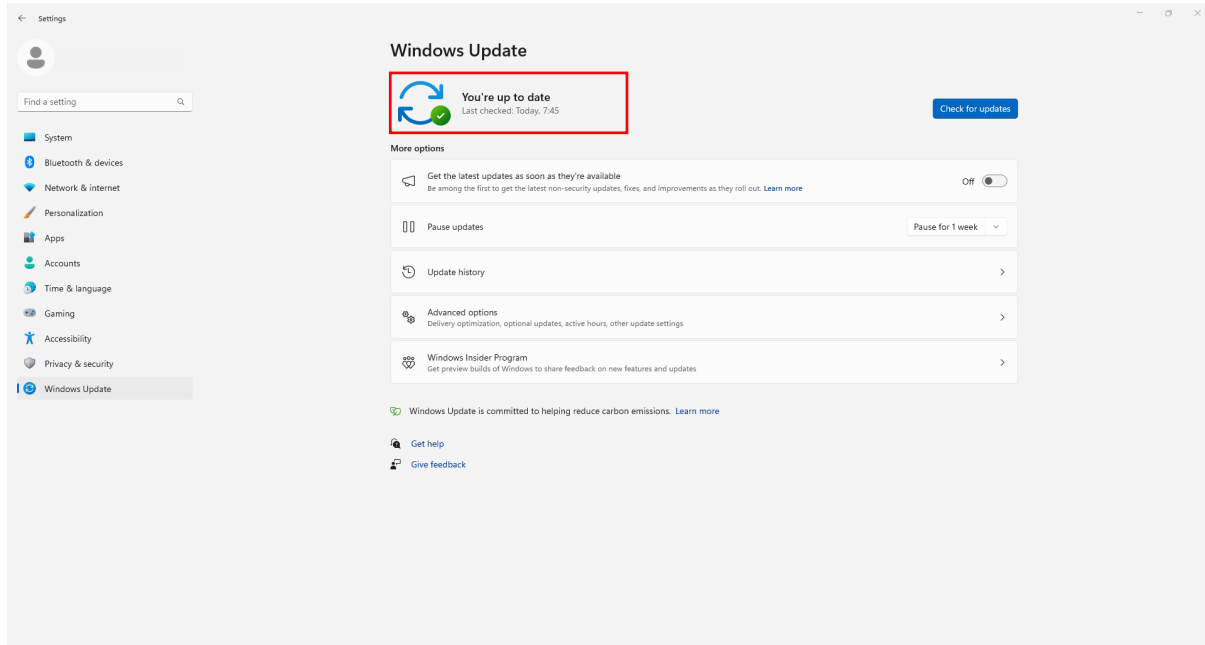 Settings
Find a setting
System
Bluetooth & devices
Network & internet
Personalization
Apps
Accounts
Time & language
Gaming
Accessibility
Privacy & security
Windows Update
Windows Update
You're up to date
Last checked: Today, 7:45
Check for updates
More options
Get the latest updates as soon as they're available
Be among the first to get the latest non-security updates, fixes, and improvements as they roll out. Learn more
Off
Pause updates
Pause for 1 week
Update history
Advanced options
Delivery optimization, optional updates, active hours, other update settings
Windows Insider Program
Get preview builds of Windows to share feedback on new features and updates
Windows Update is committed to helping reduce carbon emissions. Learn more
Get help
Give feedback